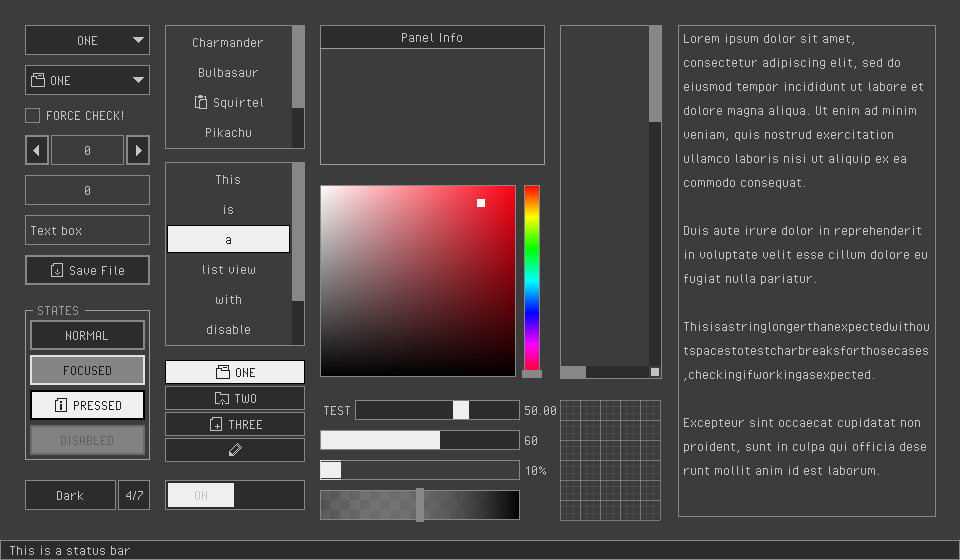 ONE
ONE
FORCE CHECK!
0
0
Text box
Save File
STATES
NORMAL
FOCUSED
PRESSED
DISABLED
Dark
4/7
Charmander
Bulbasaur
Squirtel
Pikachu
This
is
a
list view
with
disable
ONE
TWO
THREE
ON
Panel Info
TEST
50.00
60
10%
Lorem ipsum dolor sit amet,
consectetur adipiscing elit, sed do
eiusmod tempor incididunt ut labore et
dolore magna aliqua. Ut enim ad minim
veniam, quis nostrud exercitation
ullamco laboris nisi ut aliquip ex ea
commodo consequat.
Duis aute irure dolor in reprehenderit
in voluptate velit esse cillum dolore eu
fugiat nulla pariatur.
Thisisastringlongerthanexpectedwithou
tspacestotestcharbreaksforthosecases
,checkingifworkingasexpected.
Excepteur sint occaecat cupidatat non
proident, sunt in culpa qui officia dese
runt mollit anim id est laborum.
This is a status bar